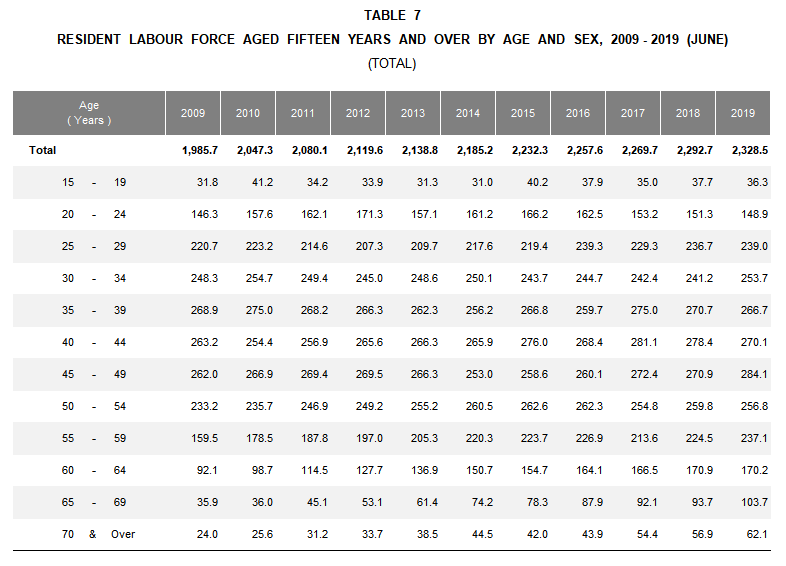 TABLE 7
RESIDENT LABOUR FORCE AGED FIFTEEN YEARS AND OVER BY AGE AND SEX, 2009 - 2019 (JUNE)
(TOTAL)
Age
( Years ) 2009 2010 2011 2012 2013 2014 2015 2016 2017 2018 2019
Total 1,985.7 2,047.3 2,080.1 2,119.6 2,138.8 2,185.2 2,232.3 2,257.6 2,269.7 2,292.7 2,328.5
15 - 19 31.8 41.2 34.2 33.9 31.3 31.0 40.2 37.9 35.0 37.7 36.3
20 - 24 146.3 157.6 162.1 171.3 157.1 161.2 166.2 162.5 153.2 151.3 148.9
25 - 29 220.7 223.2 214.6 207.3 209.7 217.6 219.4 239.3 229.3 236.7 239.0
30 - 34 248.3 254.7 249.4 245.0 248.6 250.1 243.7 244.7 242.4 241.2 253.7
35 - 39 268.9 275.0 268.2 266.3 262.3 256.2 266.8 259.7 275.0 270.7 266.7
40 - 44 263.2 254.4 256.9 265.6 266.3 265.9 276.0 268.4 281.1 278.4 270.1
45 - 49 262.0 266.9 269.4 269.5 266.3 253.0 258.6 260.1 272.4 270.9 284.1
50 - 54 233.2 235.7 246.9 249.2 255.2 260.5 262.6 262.3 254.8 259.8 256.8
55 - 59 159.5 178.5 187.8 197.0 205.3 220.3 223.7 226.9 213.6 224.5 237.1
60 - 64 92.1 98.7 114.5 127.7 136.9 150.7 154.7 164.1 166.5 170.9 170.2
65 - 69 35.9 36.0 45.1 53.1 61.4 74.2 78.3 87.9 92.1 93.7 103.7
70 & Over 24.0 25.6 31.2 33.7 38.5 44.5 42.0 43.9 54.4 56.9 62.1